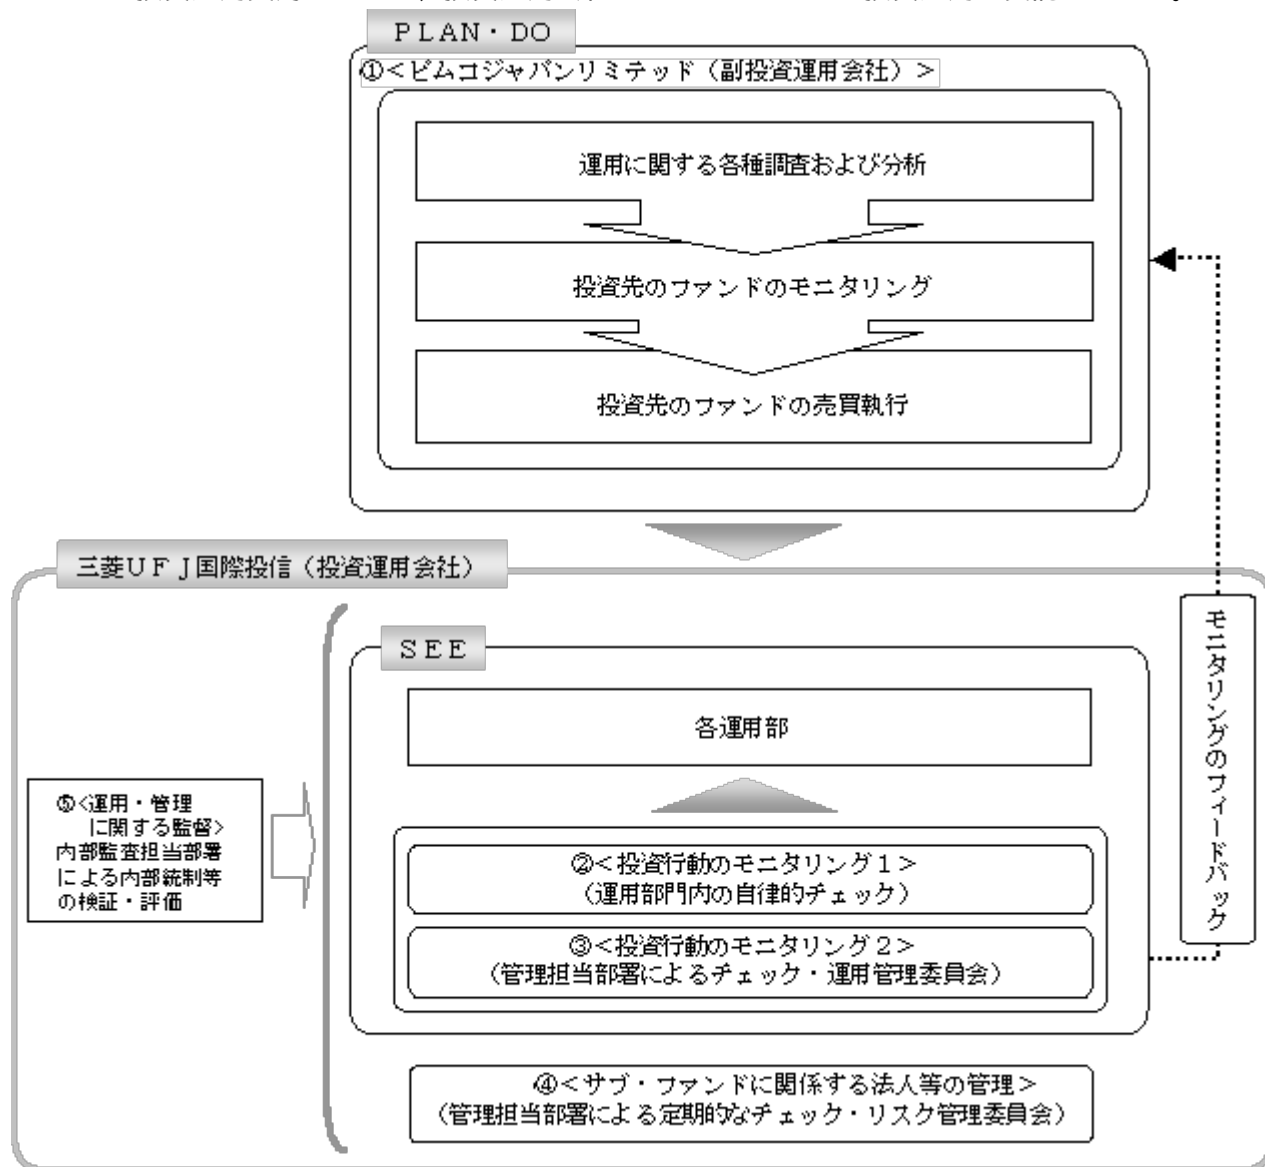 ＰＬＡＮ・ＤＯ
①＜ピムコジャパンリミテッド（副投資運用会社）＞
運用に関する各種調査および分析
投資先のファンドのモニタリング
投資先のファンドの売買執行
三菱ＵＦＪ国際投信（投資運用会社）
ＳＥＥ
各運用部
②＜投資行動のモニタリング１＞
（運用部門内の自律的チェック）
③＜投資行動のモニタリング２＞
（管理担当部署によるチェック・運用管理委員会）
④＜サブ・ファンドに関係する法人等の管理＞
（管理担当部署による定期的なチェック・リスク管理委員会）
⑤<運用・管理
に関する監督>
内部監査担当部署
による内部統制等
の検証・評価
モニタリングのフィードバック